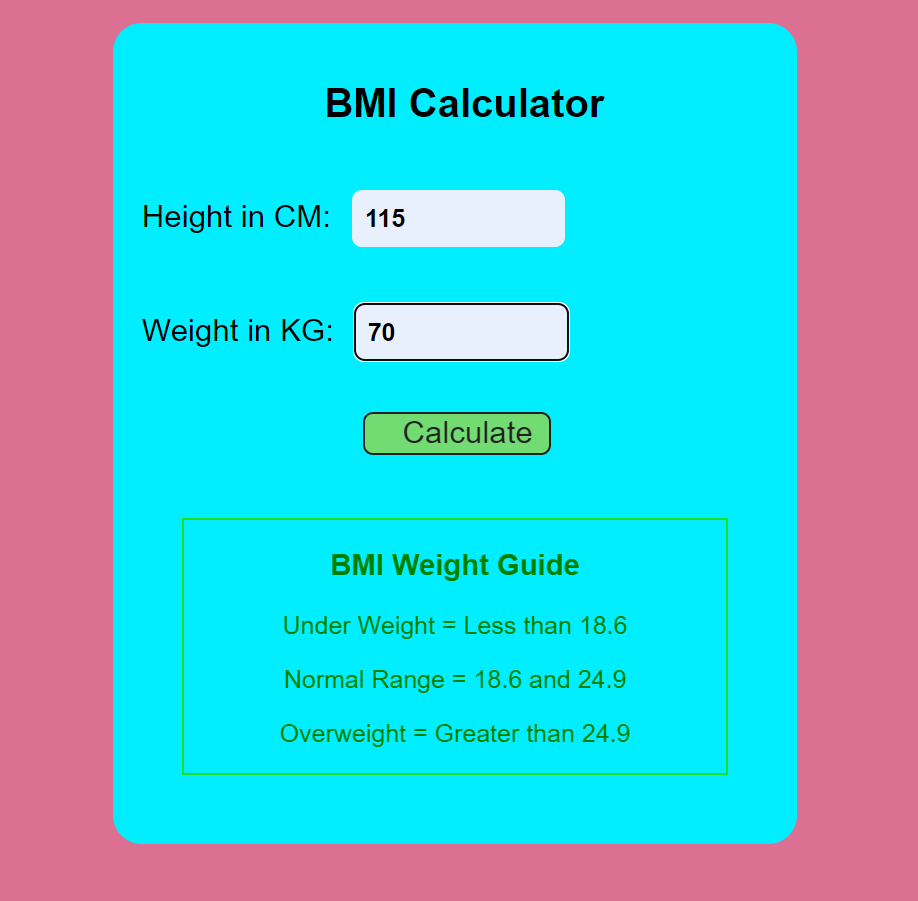 BMI Calculator
Height in CM: 115
Weight in KG: 70
Calculate
BMI Weight Guide
Under Weight = Less than 18.6
Normal Range = 18.6 and 24.9
Overweight = Greater than 24.9